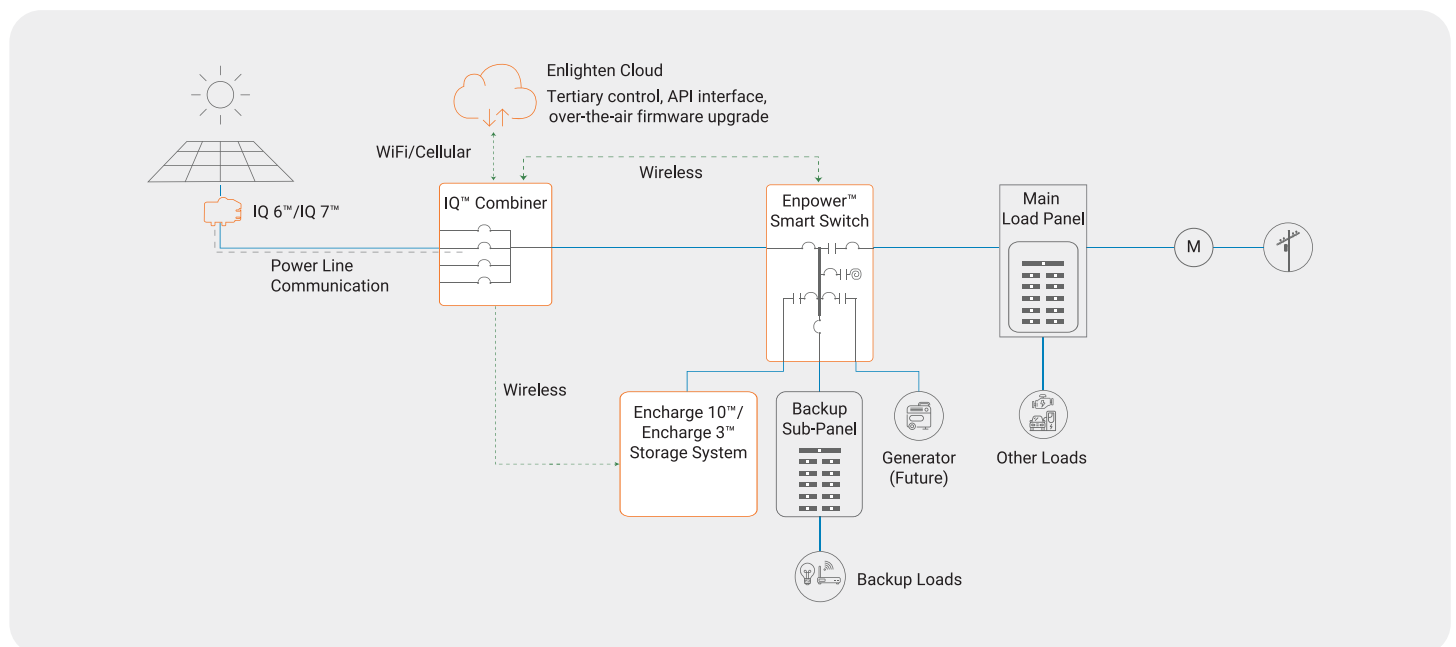 Enlighten Cloud
Tertiary control, API interface,
over-the-air firmware upgrade
WiFi/Cellular
Wireless
IQ™ Combiner
Enpower™
Smart Switch
Main
Load Panel
IQ 6™/IQ 7™
M
Power Line
Communication
Wireless
Encharge 10™/
Encharge 3™
Storage System
Backup
Sub-Panel
Generator
(Future)
Other Loads
Backup Loads